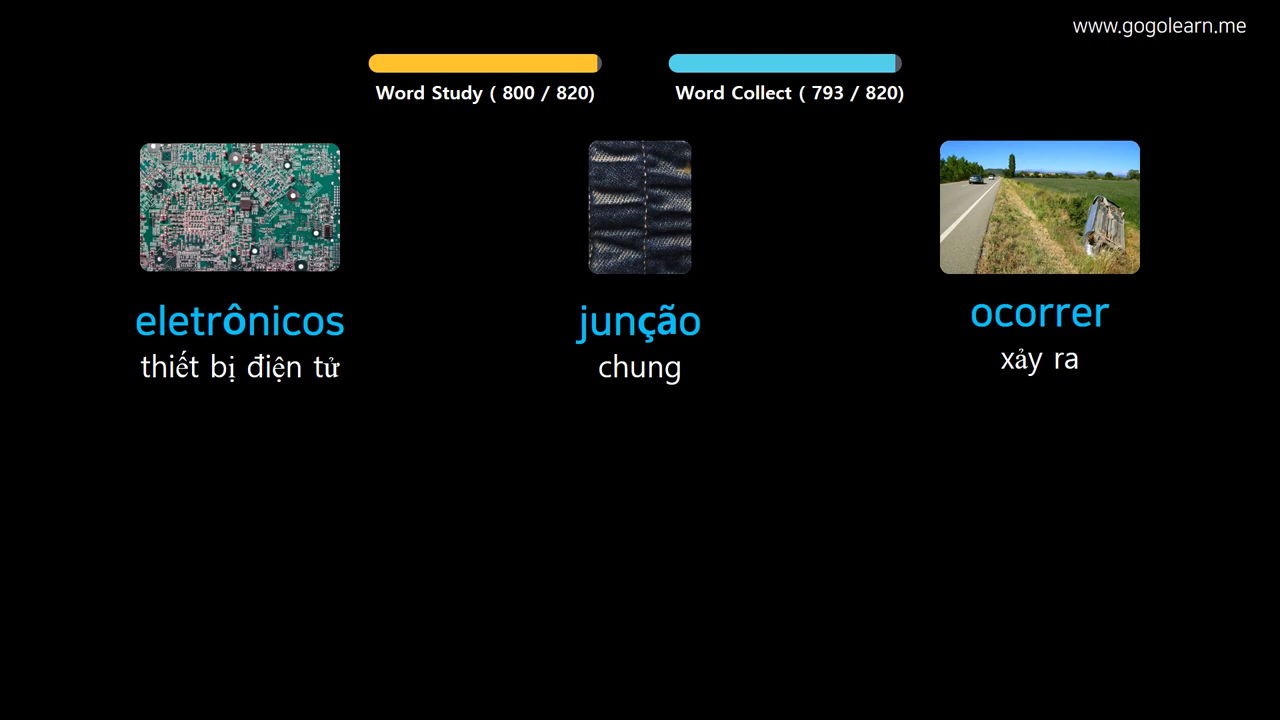 www.gogolearn.me
Word Study ( 800 / 820)
Word Collect ( 793 / 820)
eletrônicos
thiết bị điện tử
junção
chung
ocorrer
xảy ra